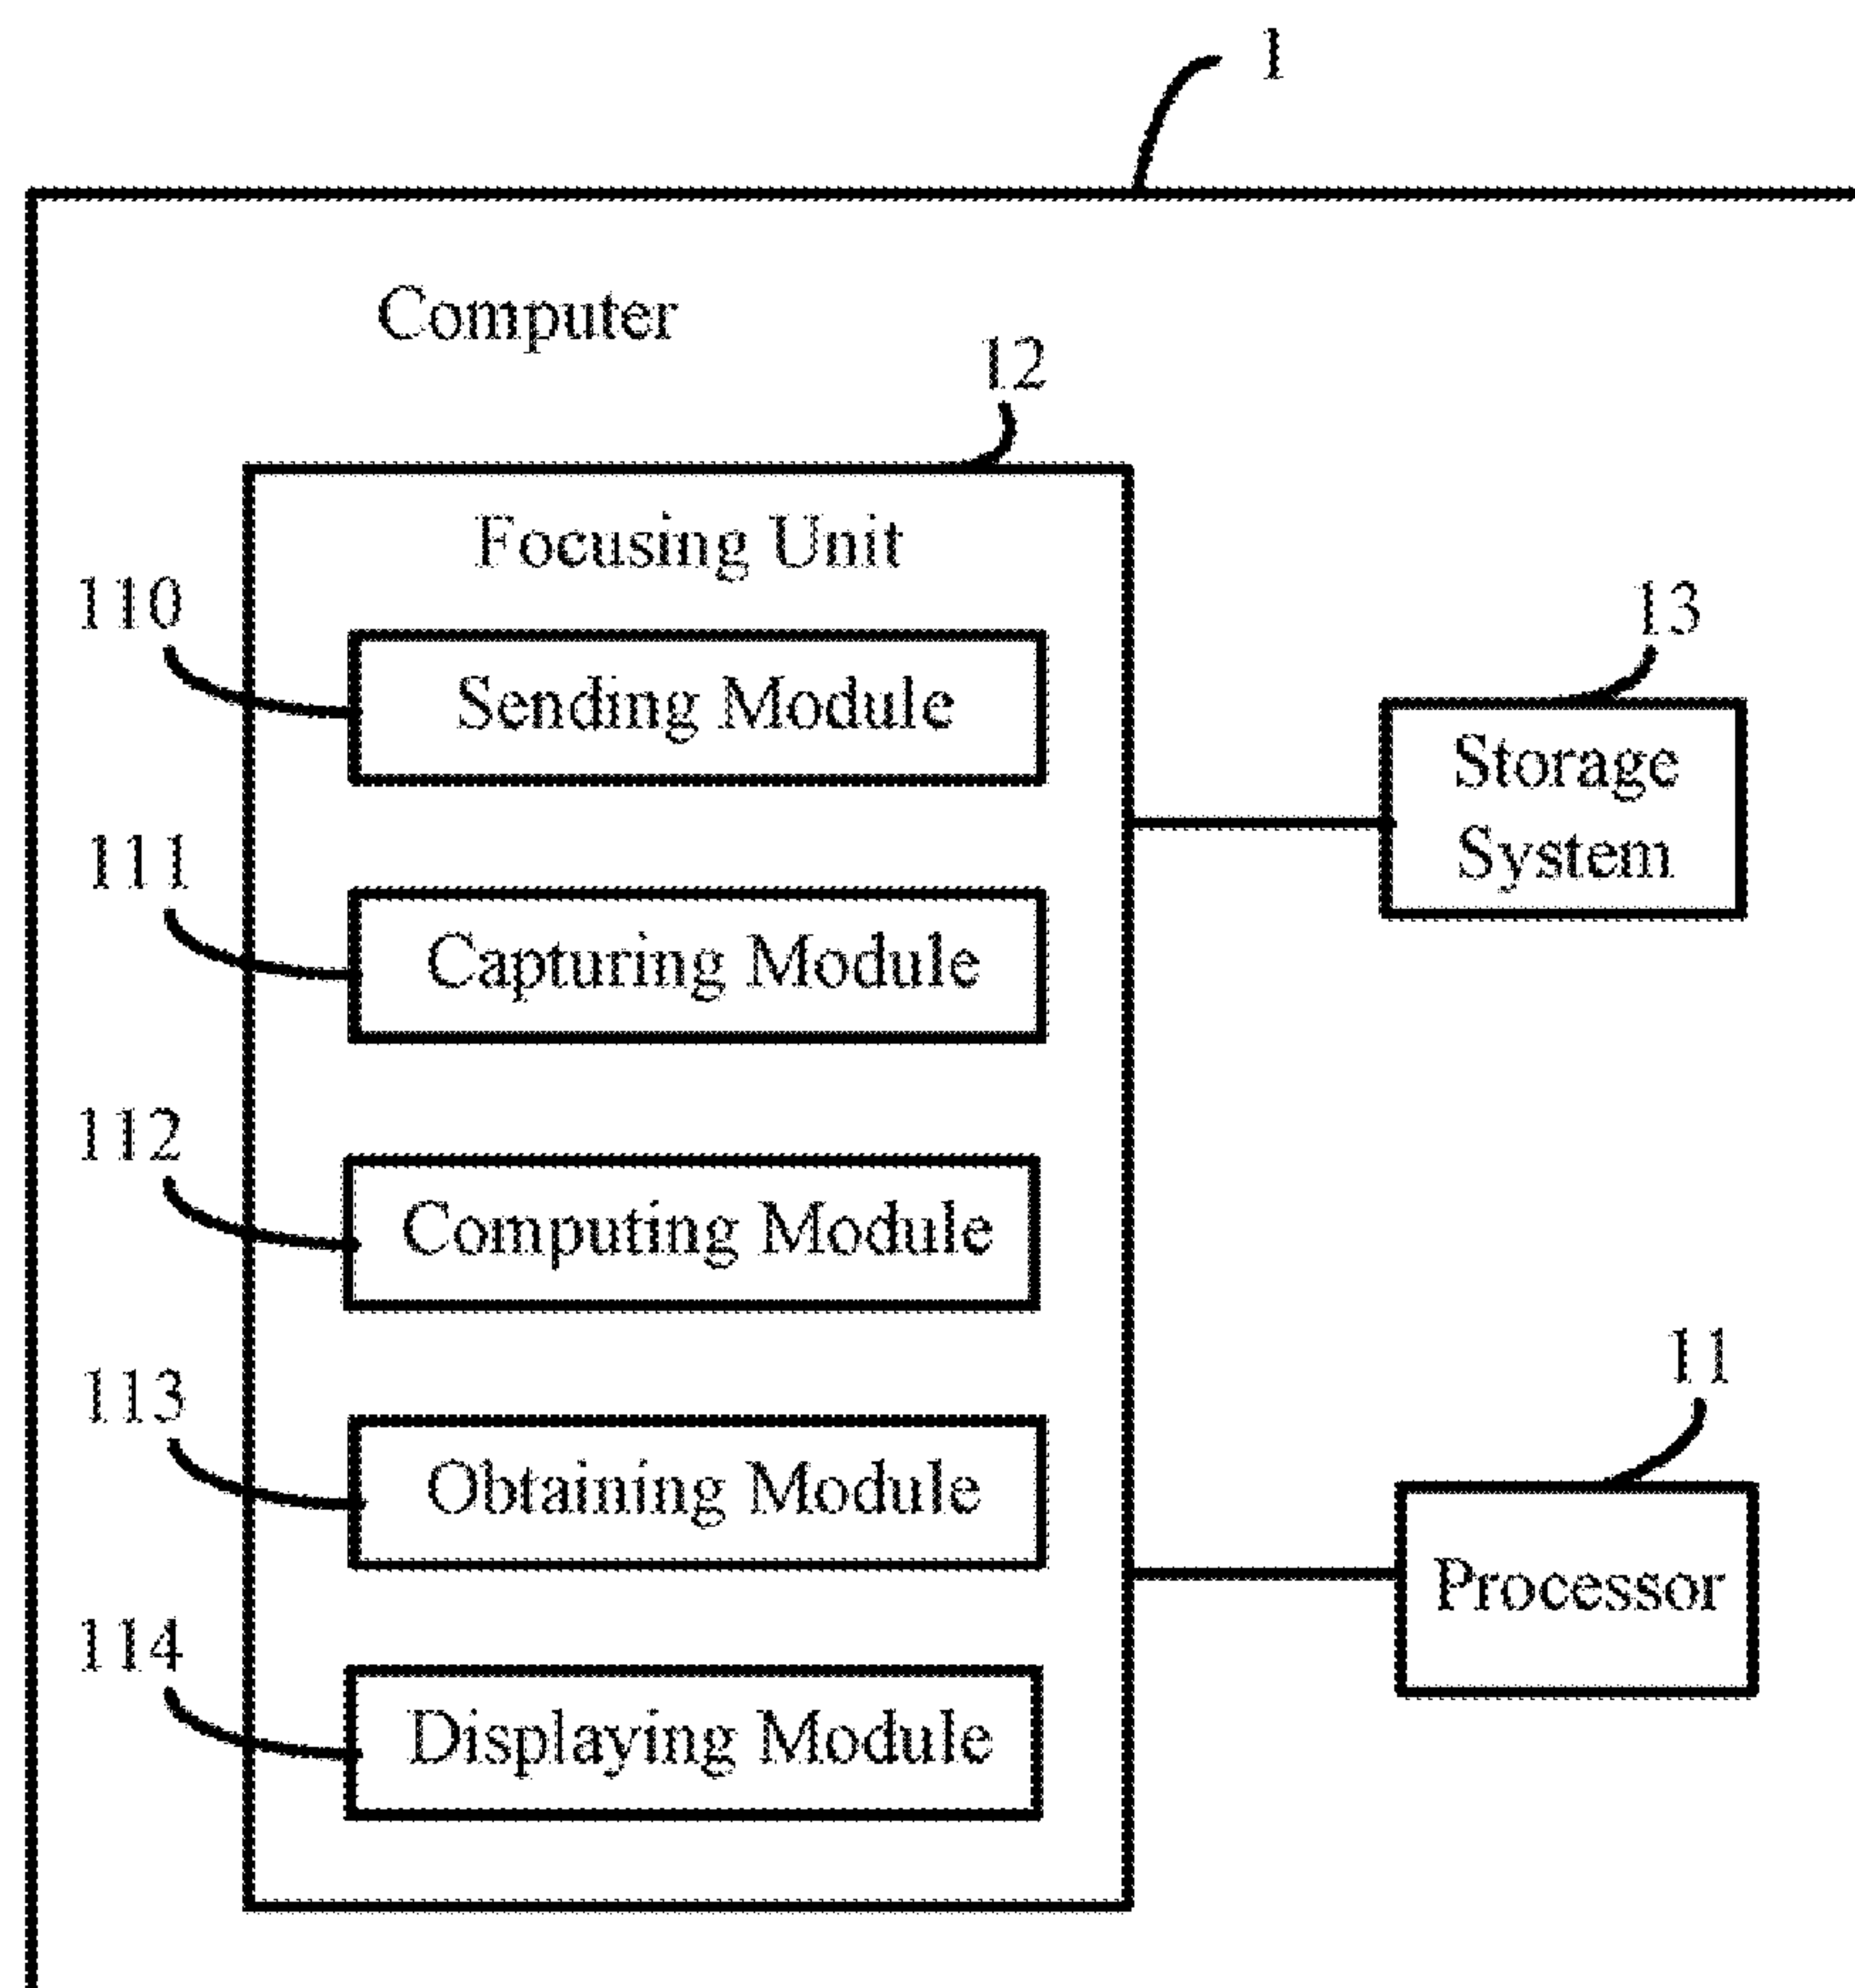 1
Computer
12
Focusing Unit
110
Sending Module
13
Storage
System
111
Capturing Module
112
Computing Module
11
113
Obtaining Module
Processor
114
Displaying Module